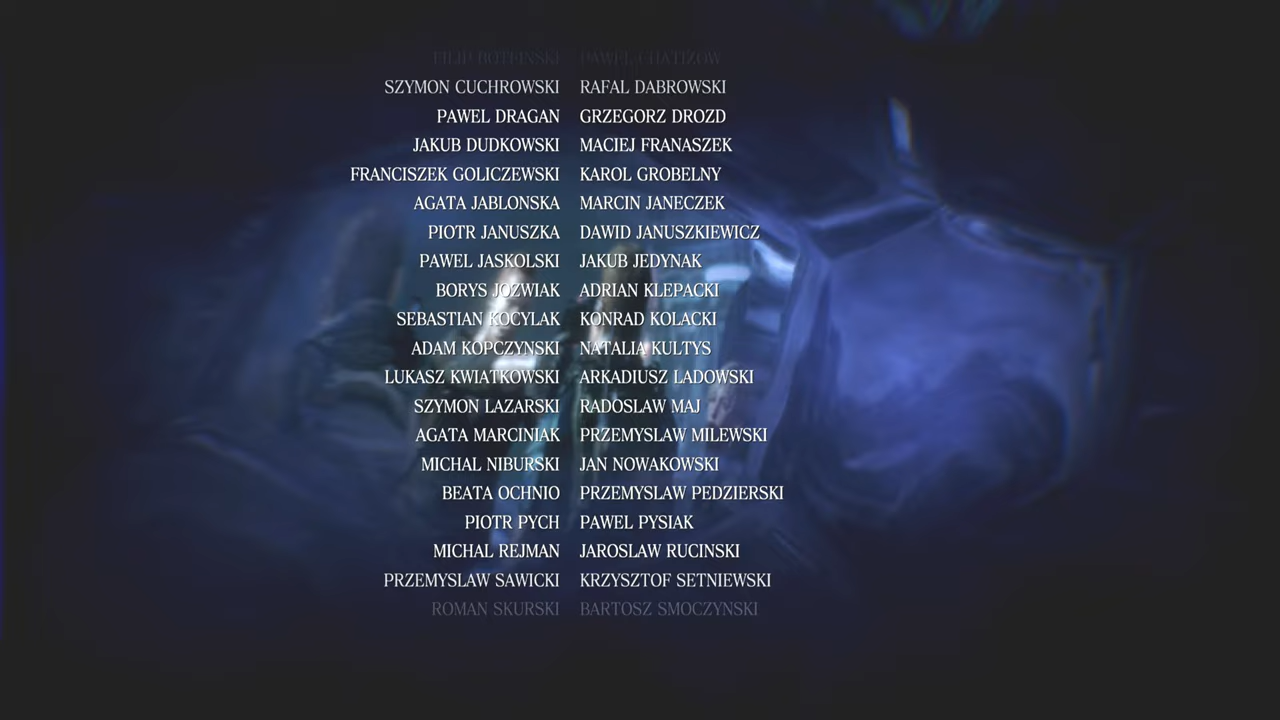 SZYMON CUCHROWSKI RAFAL DABROWSKI
PAWEL DRAGAN GRZEGORZ DROZD
JAKUB DUDKOWSKI MACIEJ FRANASZEK
FRANCISZEK GOLICZEWSKI KAROL GROBELNY
AGATA JABLONSKA MARCIN JANECZEK
PIOTR JANUSZKA DAWID JANUSZKIEWICZ
PAWEL JASKOLSKI JAKUB JEDYNAK
BORYS JOZWIAK ADRIAN KLEPACKI
SEBASTIAN KOCYLAK KONRAD KOLACKI
ADAM KOPCZYNSKI NATALIA KULTYS
LUKASZ KWIATKOWSKI ARKADIUSZ LADOWSKI
SZYMON LAZARSKI RADOSLAW MAJ
AGATA MARCINIAK PRZEMYSLAW MILEWSKI
MICHAL NIBURSKI JAN NOWAKOWSKI
BEATA OCHNIO PRZEMYSLAW PEDZIERSKI
PIOTR PYCH PAWEL PYSIAK
MICHAL REJMAN JAROSLAW RUCINSKI
PRZEMYSLAW SAWICKI KRZYSZTOF SETNIEWSKI
ROMAN SKURSKI BARTOSZ SMOCZYNSKI